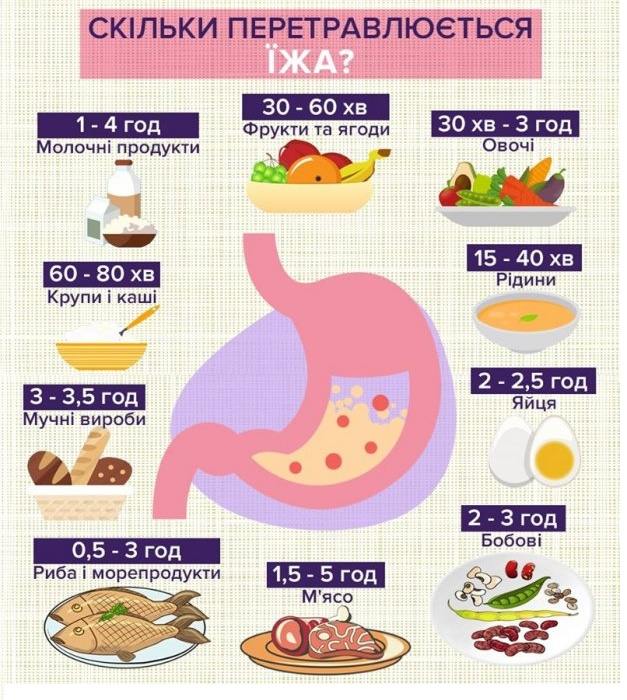 СКІЛЬКИ ПЕРЕТРАВЛЮЄТЬСЯ
ЇЖА?
1 - 4 год
Молочні продукти
30 - 60 хв
Фрукти та ягоди
30 хв - 3 год
Овочі
60 - 80 хв
Крупи і каші
15 - 40 хв
Рідини
3 - 3,5 год
Мучні вироби
2 - 2,5 год
Яйця
0,5 - 3 год
Риба і морепродукти
1,5 - 5 год
М'ясо
2 - 3 год
Бобові